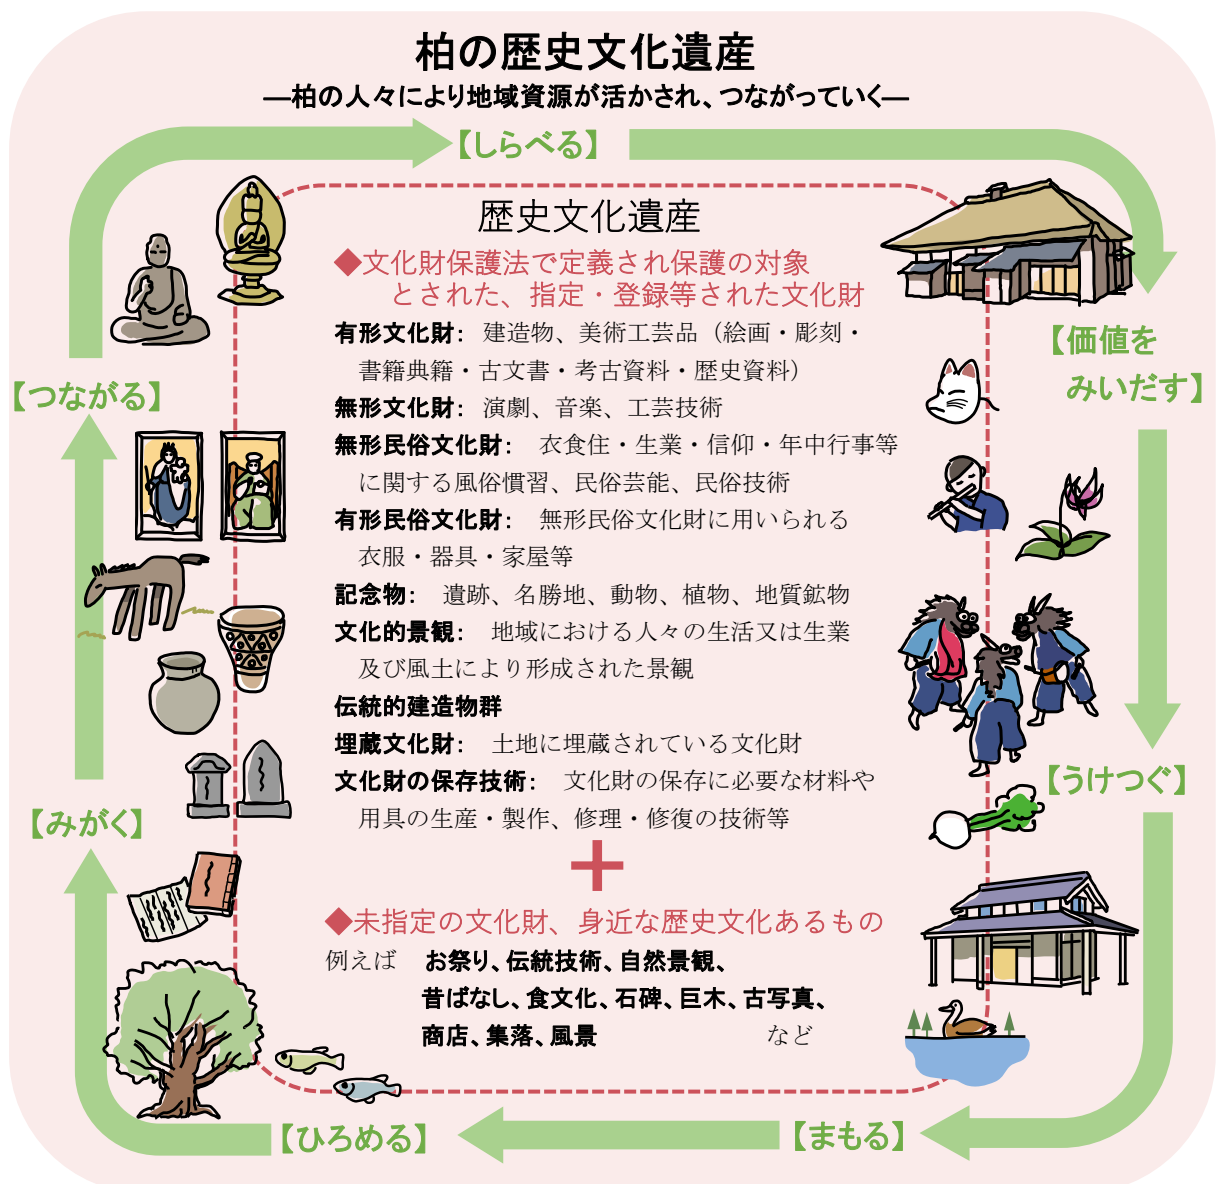 柏の歴史文化遺産
―柏の人々により地域資源が活かされ、つながっていく―
【しらべる】
歴史文化遺産
◆文化財保護法で定義され保護の対象
とされた、指定・登録等された文化財
有形文化財： 建造物、美術工芸品（絵画・彫刻・
書籍典籍・古文書・考古資料・歴史資料）
無形文化財： 演劇、音楽、工芸技術
無形民俗文化財： 衣食住・生業・信仰・年中行事等
に関する風俗慣習、民俗芸能、民俗技術
有形民俗文化財： 無形民俗文化財に用いられる
衣服・器具・家屋等
記念物： 遺跡、名勝地、動物、植物、地質鉱物
文化的景観： 地域における人々の生活又は生業
及び風土により形成された景観
伝統的建造物群
埋蔵文化財： 土地に埋蔵されている文化財
文化財の保存技術： 文化財の保存に必要な材料や
用具の生産・製作、修理・修復の技術等
＋
◆未指定の文化財、身近な歴史文化あるもの
例えば お祭り、伝統技術、自然景観、
昔ばなし、食文化、石碑、巨木、古写真、
商店、集落、風景 など
【価値を
みいだす】
【うけつぐ】
【まもる】
【ひろめる】
【みがく】
【つながる】